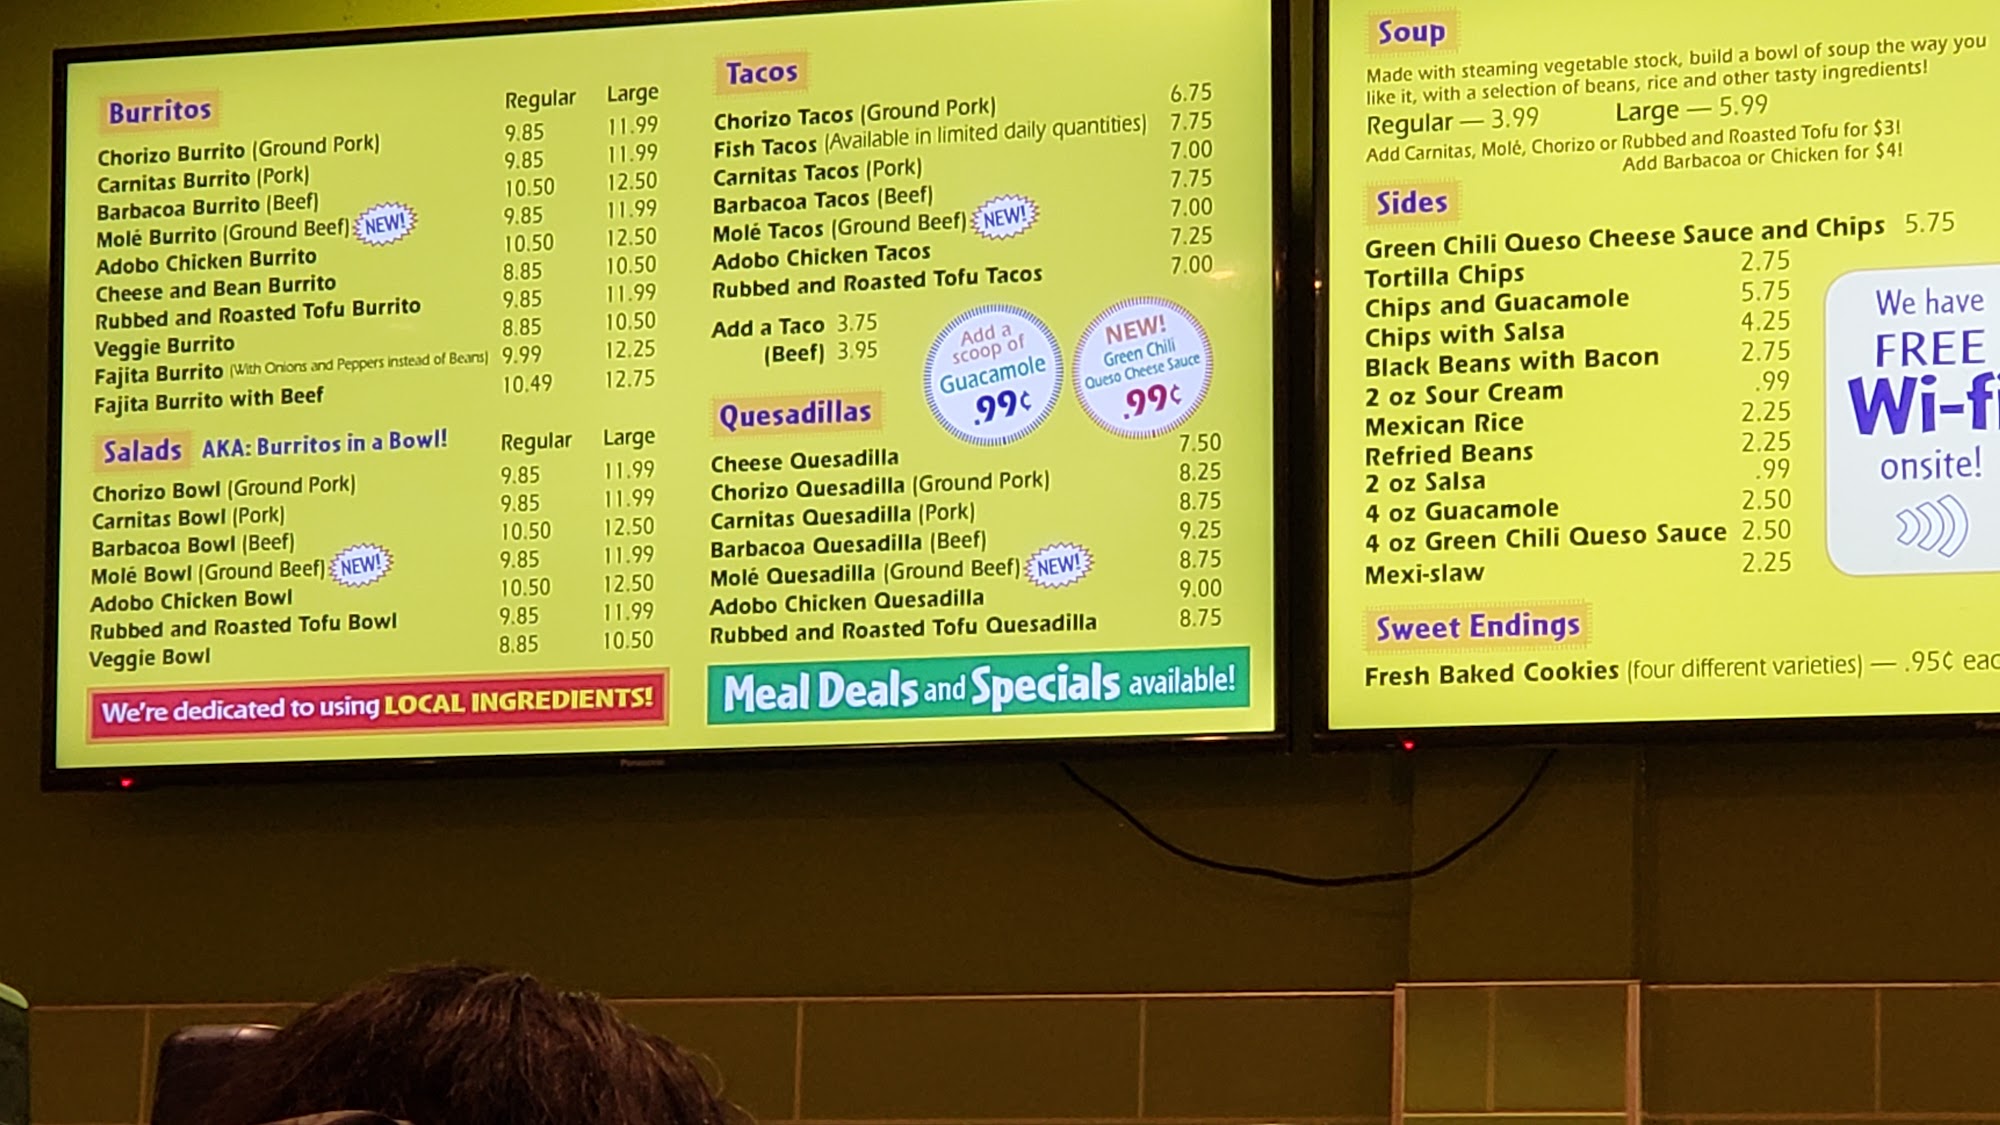 Burritos Regular Large
Chorizo Burrito (Ground Pork) 9.85 11.99
Carnitas Burrito (Pork) 9.85 11.99
Barbacoa Burrito (Beef) 10.50 12.50
Molé Burrito (Ground Beef) NEW! 9.85 11.99
Adobo Chicken Burrito 10.50 12.50
Cheese and Bean Burrito 8.85 10.50
Rubbed and Roasted Tofu Burrito 9.85 11.99
Veggie Burrito 8.85 10.50
Fajita Burrito (With Onions and Peppers instead of Beans) 9.99 12.25
Fajita Burrito with Beef 10.49 12.75
Salads AKA: Burritos in a Bowl! Regular Large
Chorizo Bowl (Ground Pork) 9.85 11.99
Carnitas Bowl (Pork) 9.85 11.99
Barbacoa Bowl (Beef) 10.50 12.50
Molé Bowl (Ground Beef) NEW! 9.85 11.99
Adobo Chicken Bowl 10.50 12.50
Rubbed and Roasted Tofu Bowl 9.85 11.99
Veggie Bowl 8.85 10.50
We're dedicated to using LOCAL INGREDIENTS!
Tacos
Chorizo Tacos (Ground Pork) 6.75
Fish Tacos (Available in limited daily quantities) 7.75
Carnitas Tacos (Pork) 7.00
Barbacoa Tacos (Beef) 7.75
Molé Tacos (Ground Beef) NEW! 7.00
Adobo Chicken Tacos 7.25
Rubbed and Roasted Tofu Tacos 7.00
Add a Taco 3.75
(Beef) 3.95
Add a
scoop of
Guacamole
.99¢
NEW!
Green Chili
Queso Cheese Sauce
.99¢
Quesadillas
Cheese Quesadilla 7.50
Chorizo Quesadilla (Ground Pork) 8.25
Carnitas Quesadilla (Pork) 8.75
Barbacoa Quesadilla (Beef) 9.25
Molé Quesadilla (Ground Beef) NEW! 8.75
Adobo Chicken Quesadilla 9.00
Rubbed and Roasted Tofu Quesadilla 8.75
Meal Deals and Specials available!
Panasonic
Soup
Made with steaming vegetable stock, build a bowl of soup the way you
like it, with a selection of beans, rice and other tasty ingredients!
Regular — 3.99 Large — 5.99
Add Carnitas, Molé, Chorizo or Rubbed and Roasted Tofu for $3!
Add Barbacoa or Chicken for $4!
Sides
Green Chili Queso Cheese Sauce and Chips 5.75
Tortilla Chips 2.75
Chips and Guacamole 5.75
Chips with Salsa 4.25
Black Beans with Bacon 2.75
2 oz Sour Cream .99
Mexican Rice 2.25
Refried Beans 2.25
2 oz Salsa .99
4 oz Guacamole 2.50
4 oz Green Chili Queso Sauce 2.50
Mexi-slaw 2.25
We have
FREE
Wi-fi
onsite!
Sweet Endings
Fresh Baked Cookies (four different varieties) — .95¢ eac